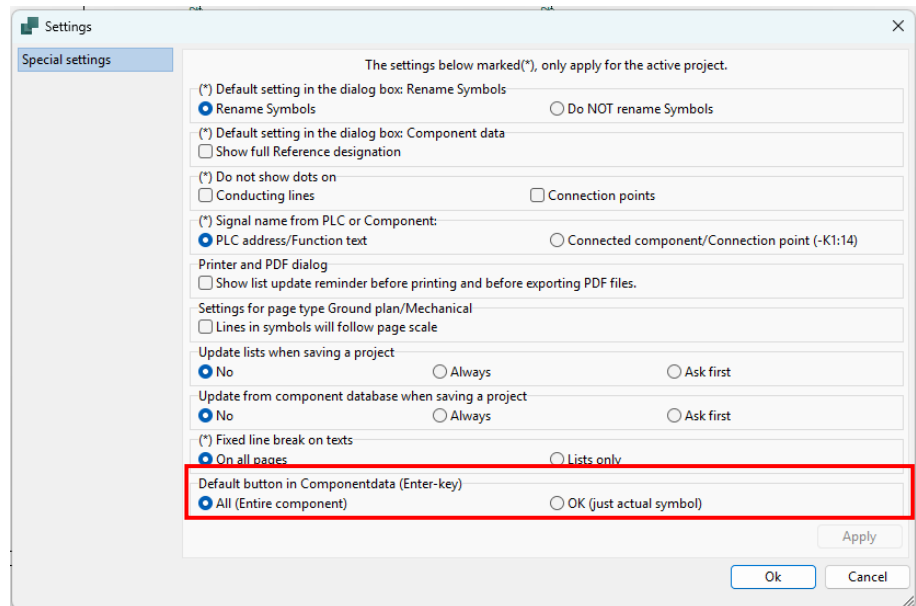 Settings
Special settings
The settings below marked(*), only apply for the active project.
(*) Default setting in the dialog box: Rename Symbols
Rename Symbols Do NOT rename Symbols
(*) Default setting in the dialog box: Component data
Show full Reference designation
(*) Do not show dots on
Conducting lines Connection points
(*) Signal name from PLC or Component:
PLC address/Function text Connected component/Connection point (-K1:14)
Printer and PDF dialog
Show list update reminder before printing and before exporting PDF files.
Settings for page type Ground plan/Mechanical
Lines in symbols will follow page scale
Update lists when saving a project
No Always Ask first
Update from component database when saving a project
No Always Ask first
(*) Fixed line break on texts
On all pages Lists only
Default button in Componentdata (Enter-key)
All (Entire component) OK (just actual symbol)
Apply
Ok Cancel